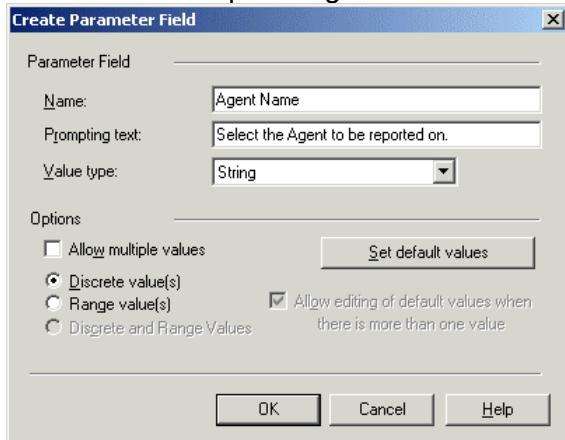 Create Parameter Field
Parameter Field
Name: Agent Name
Prompting text: Select the Agent to be reported on.
Value type: String
Options
Allow multiple values Set default values
Discrete value(s)
Range value(s) Allow editing of default values when
Discrete and Range Values there is more than one value
OK Cancel Help